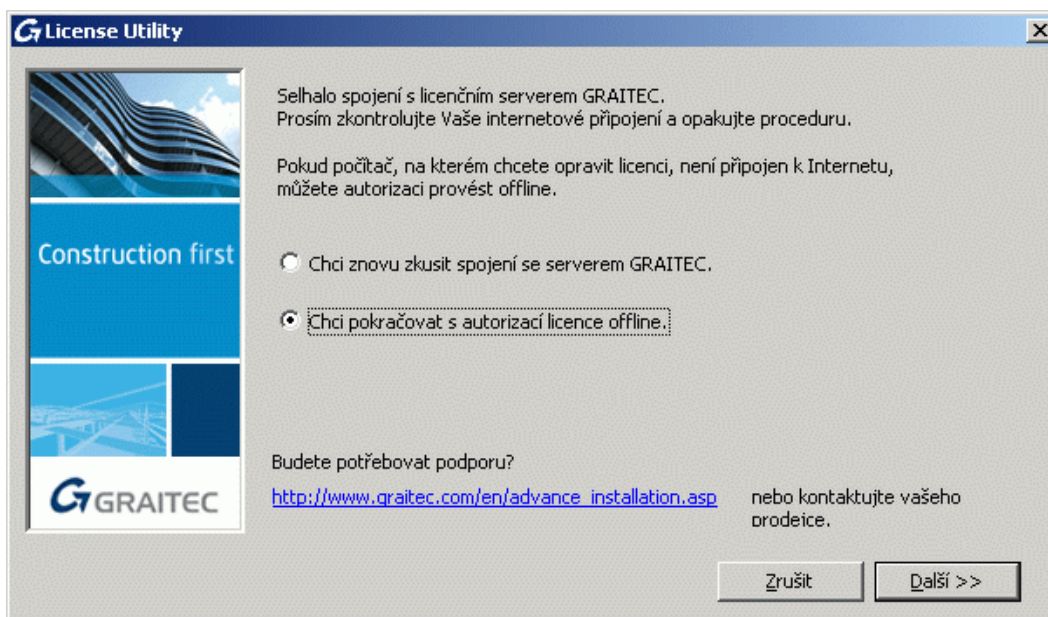 License Utility
Selhalo spojení s licenčním serverem GRAITEC.
Prosím zkontrolujte Vaše internetové připojení a opakujte proceduru.
Pokud počítač, na kterém chcete opravit licenci, není připojen k Internetu,
můžete autorizaci provést offline.
Construction first
Chci znovu zkusit spojení se serverem GRAITEC.
Chci pokračovat s autorizací licence offline.
Budete potřebovat podporu?
http://www.graitec.com/en/advance_installation.asp nebo kontaktujte vašeho
prodejce.
GRAITEC
Zrušit Další >>